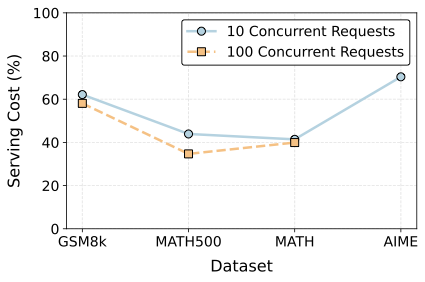 100
80
60
40
20
0
Serving Cost (%)
10 Concurrent Requests
100 Concurrent Requests
GSM8k MATH500 MATH AIME
Dataset